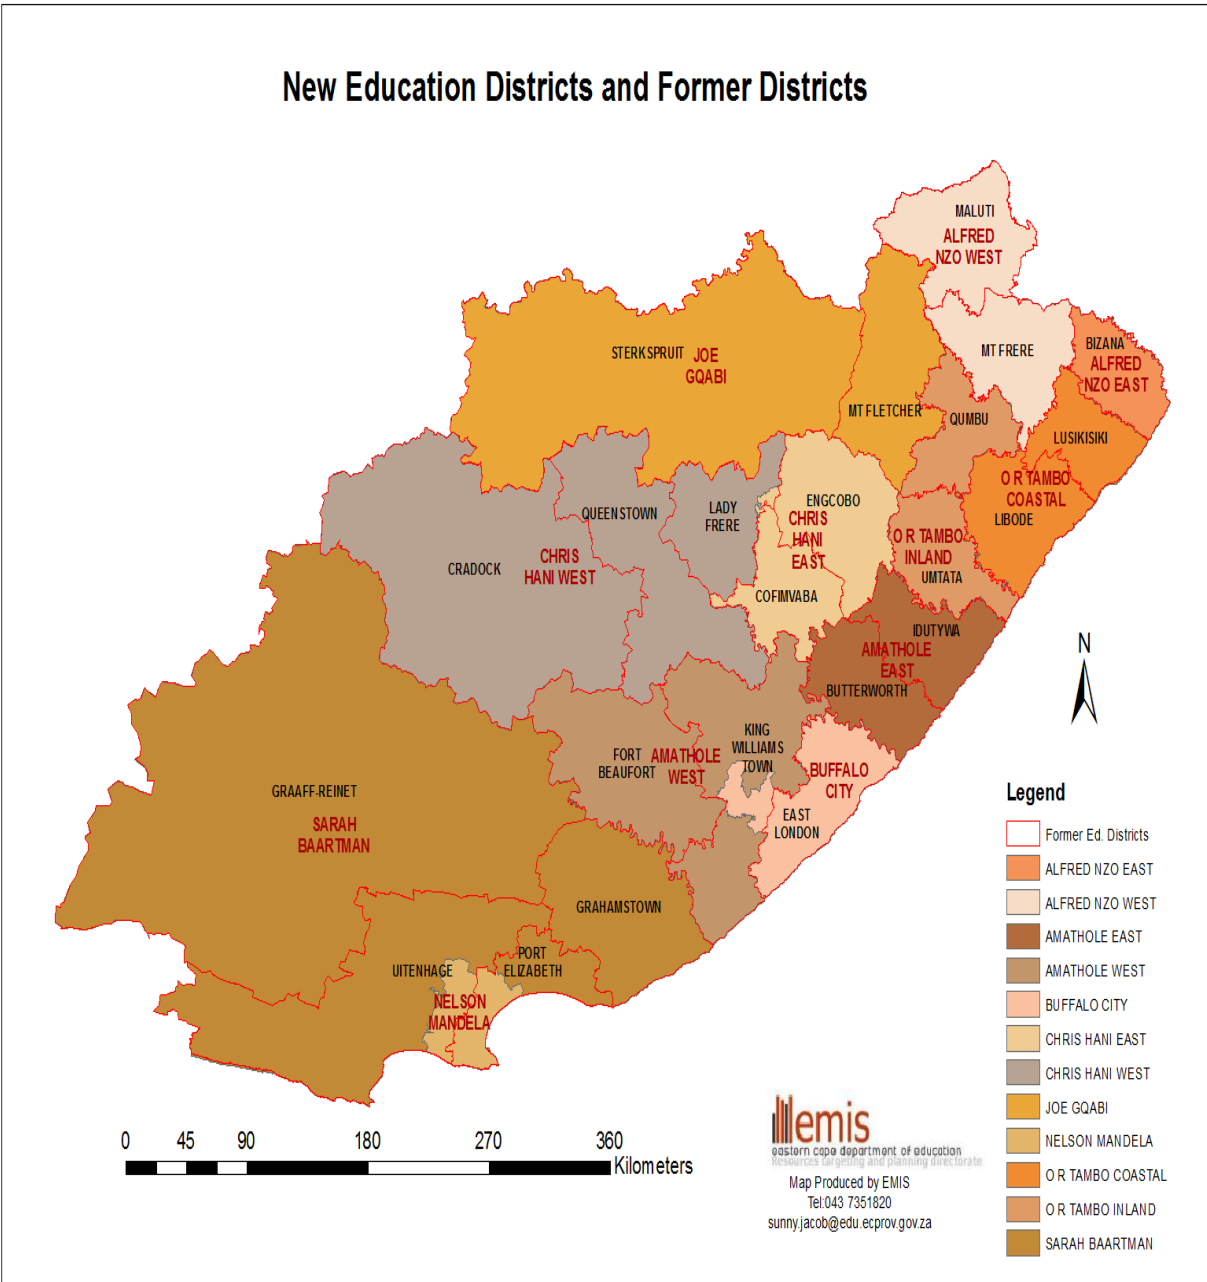 New Education Districts and Former Districts
MALUTI
ALFRED
NZO WEST
MT FRERE
BIZANA
ALFRED
NZO EAST
STERKSPRUIT
JOE
GQABI
MT FLETCHER
QUMBU
LUSIKISIKI
O R TAMBO
COASTAL
LIBODE
QUEENSTOWN
LADY
FRERE
ENGCOBO
CHRIS
HANI
EAST
O R TAMBO
INLAND
UMTATA
CRADOCK
CHRIS
HANI WEST
COFIMVABA
IDUTYWA
AMATHOLE
EAST
BUTTERWORTH
N
KING
WILLIAMS
TOWN
FORT
BEAUFORT
AMATHOLE
WEST
BUFFALO
CITY
GRAAFF-REINET
SARAH
BAARTMAN
EAST
LONDON
GRAHAMSTOWN
PORT
ELIZABETH
UITENHAGE
NELSON
MANDELA
Legend
Former Ed. Districts
ALFRED NZO EAST
ALFRED NZO WEST
AMATHOLE EAST
AMATHOLE WEST
BUFFALO CITY
CHRIS HANI EAST
CHRIS HANI WEST
JOE GQABI
NELSON MANDELA
O R TAMBO COASTAL
O R TAMBO INLAND
SARAH BAARTMAN
0 45 90 180 270 360
Kilometers
emis
eastern cape department of education
Resources targeting and planning directorate
Map Produced by EMIS
Tel:043 7351820
sunny.jacob@edu.ecprov.gov.za